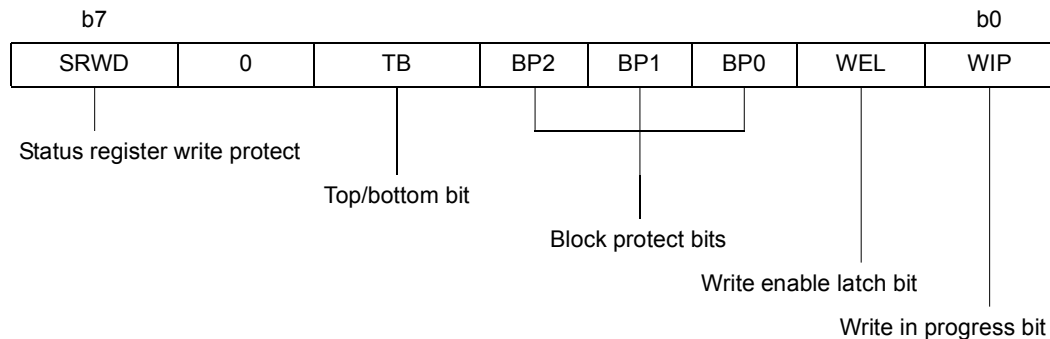 b7 b0
SRWD 0 TB BP2 BP1 BP0 WEL WIP
Status register write protect
Top/bottom bit
Block protect bits
Write enable latch bit
Write in progress bit